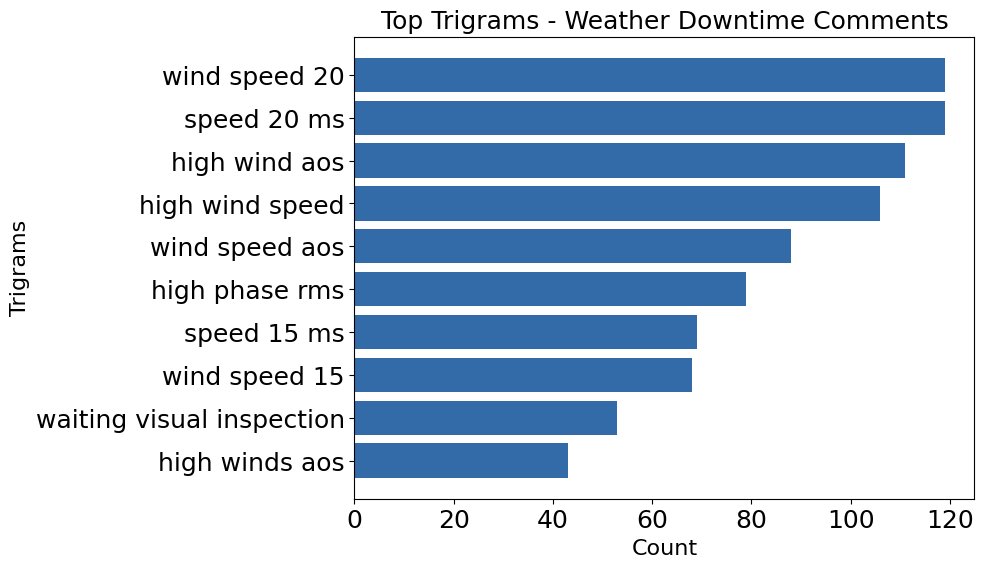 Top Trigrams - Weather Downtime Comments
Trigrams
wind speed 20
speed 20 ms
high wind aos
high wind speed
wind speed aos
high phase rms
speed 15 ms
wind speed 15
waiting visual inspection
high winds aos
0 20 40 60 80 100 120
Count